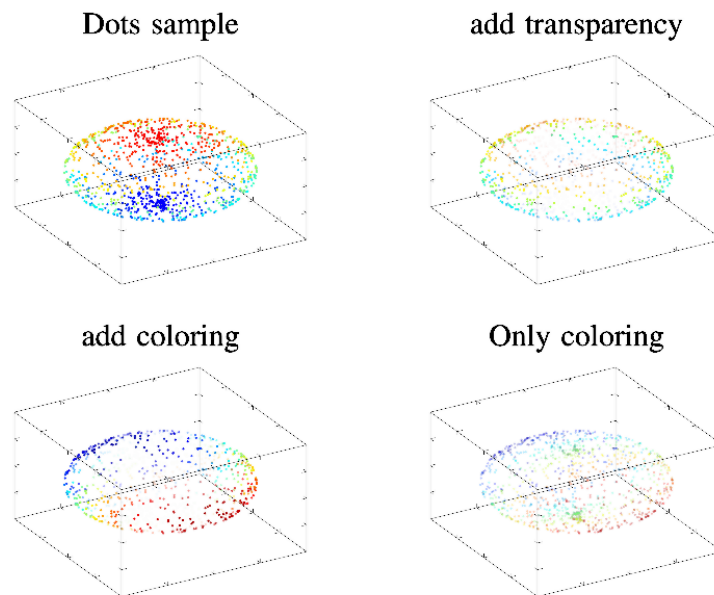 Dots sample
add transparency
add coloring
Only coloring